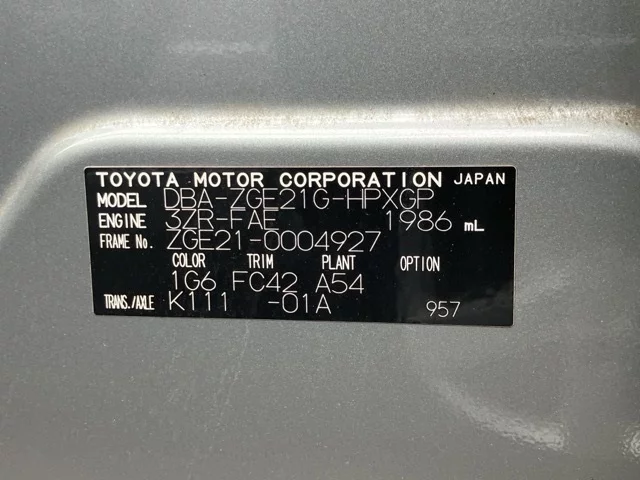 TOYOTA MOTOR CORPORATION JAPAN
MODEL DBA-ZGE21G-HPXGP
ENGINE 3ZR-FAE 1986 mL
FRAME No. ZGE21-0004927
COLOR TRIM PLANT OPTION
1G6 FC42 A54
TRANS./AXLE K111 -01A 957